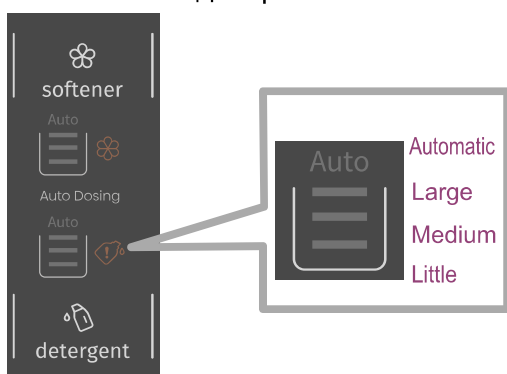 softener
Auto
Auto Dosing
Auto
detergent
Auto
Automatic
Large
Medium
Little